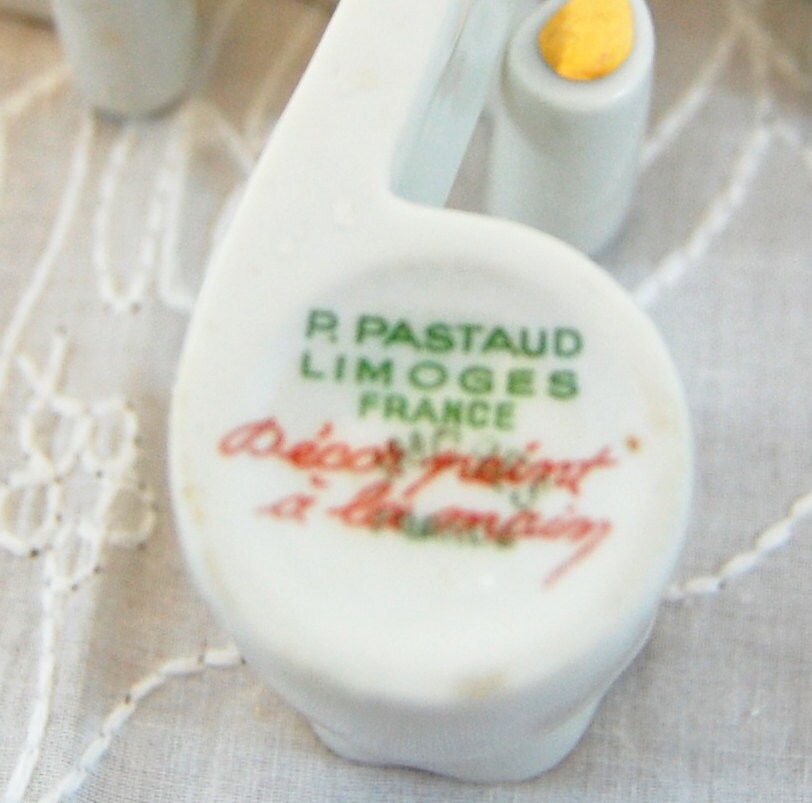 P. PASTAUD
LIMOGES
FRANCE
Décor peint
à la main